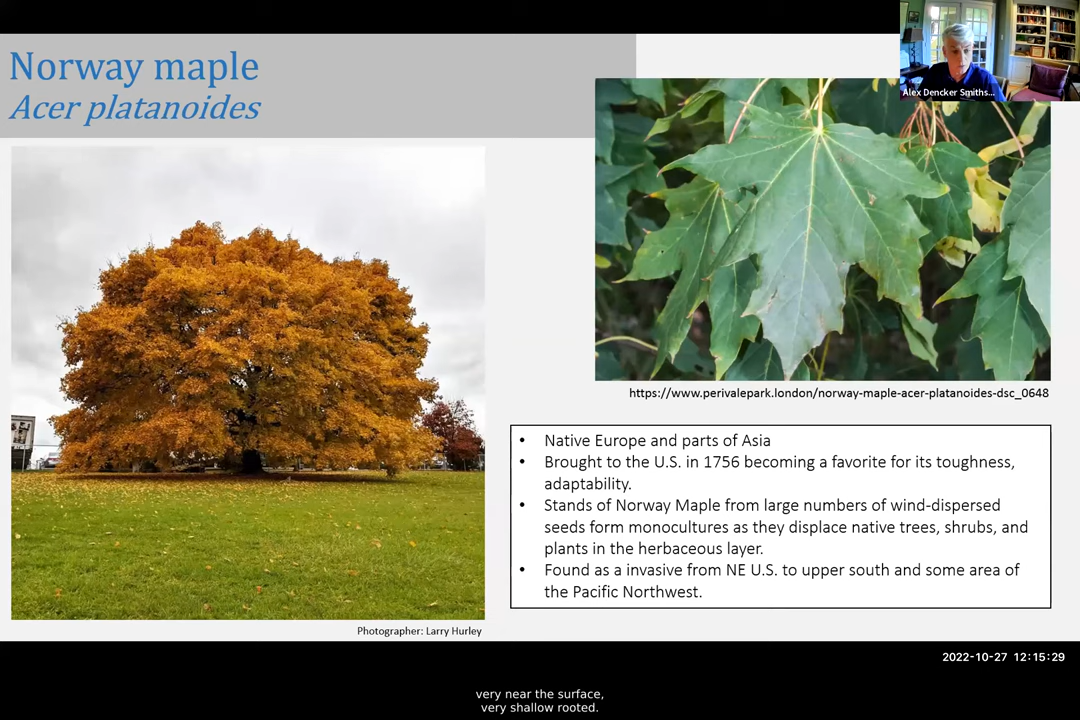 Norway maple
Acer platanoides
Alex Dencker Smiths...
https://www.perivalepark.london/norway-maple-acer-platanoides-dsc_0648
• Native Europe and parts of Asia
• Brought to the U.S. in 1756 becoming a favorite for its toughness,
adaptability.
• Stands of Norway Maple from large numbers of wind-dispersed
seeds form monocultures as they displace native trees, shrubs, and
plants in the herbaceous layer.
• Found as a invasive from NE U.S. to upper south and some area of
the Pacific Northwest.
Photographer: Larry Hurley
2022-10-27 12:15:29
very near the surface,
very shallow rooted.